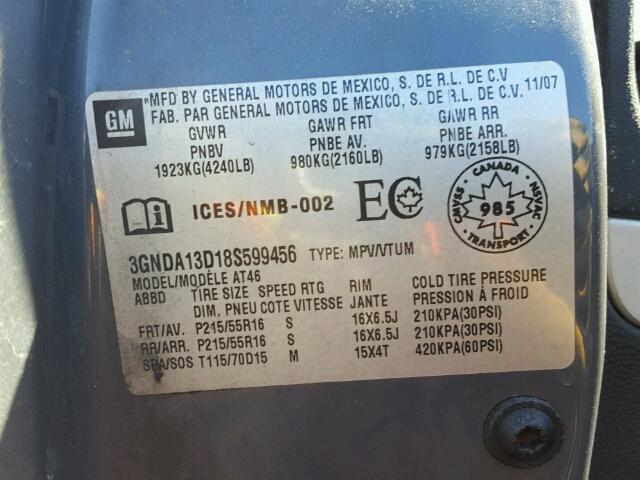 GM
*MFD BY GENERAL MOTORS DE MEXICO, S. DE R.L. DE C.V
FAB. PAR GENERAL MOTORS DE MEXICO, S. DE R.L. DE C.V. 11/07
GVWR GAWR FRT GAWR RR
PNBV PNBE AV. PNBE ARR.
1923KG(4240LB) 980KG(2160LB) 979KG(2158LB)
ICES/NMB-002 EC
CANADA
CMVSS 985 NSVAC
TRANSPORT
3GNDA13D18S599456 TYPE: MPV/VTUM
MODEL/MODÈLE AT46
ABBD TIRE SIZE SPEED RTG RIM COLD TIRE PRESSURE
DIM. PNEU COTE VITESSE JANTE PRESSION À FROID
FRT/AV. P215/55R16 S 16X6.5J 210KPA(30PSI)
RR/ARR. P215/55R16 S 16X6.5J 210KPA(30PSI)
SPA/SOS T115/70D15 M 15X4T 420KPA(60PSI)